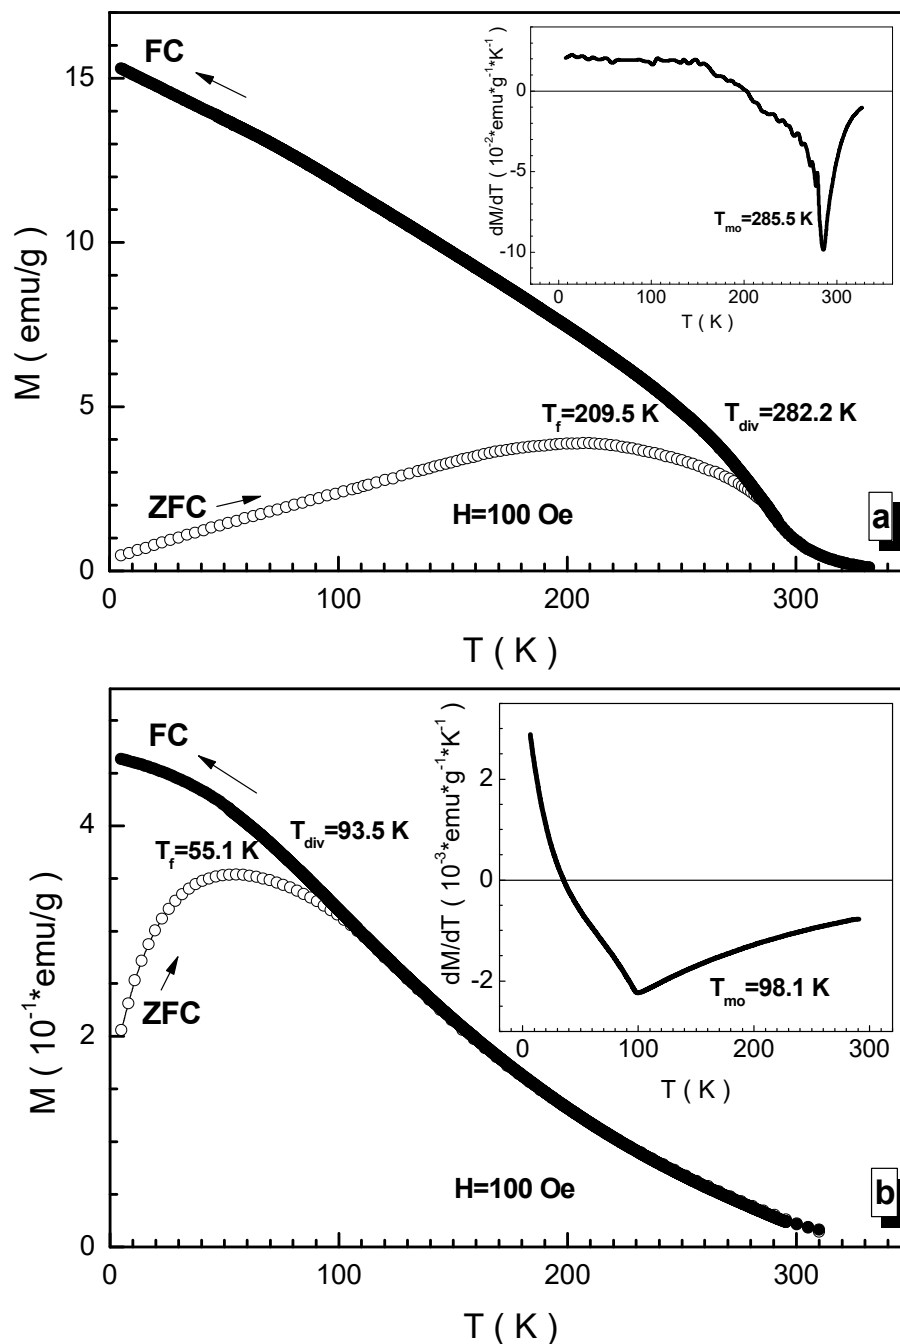 FC
15
10
5
0
M ( emu/g)
ZFC
T_f=209.5 K
T_div=282.2 K
H=100 Oe
a
0 100 200 300
T ( K )
dM/dT ( 10^-2*emu*g^-1*K^-1
0
-5
-10
T_mo=285.5 K
0 100 200 300
T ( K )
FC
4
2
0
M ( 10^-1*emu/g)
T_div=93.5 K
T_f=55.1 K
ZFC
H=100 Oe
b
0 100 200 300
T ( K )
dM/dT ( 10^-3*emu*g^-1*K^-1 )
2
0
-2
T_mo=98.1 K
0 100 200 300
T ( K )